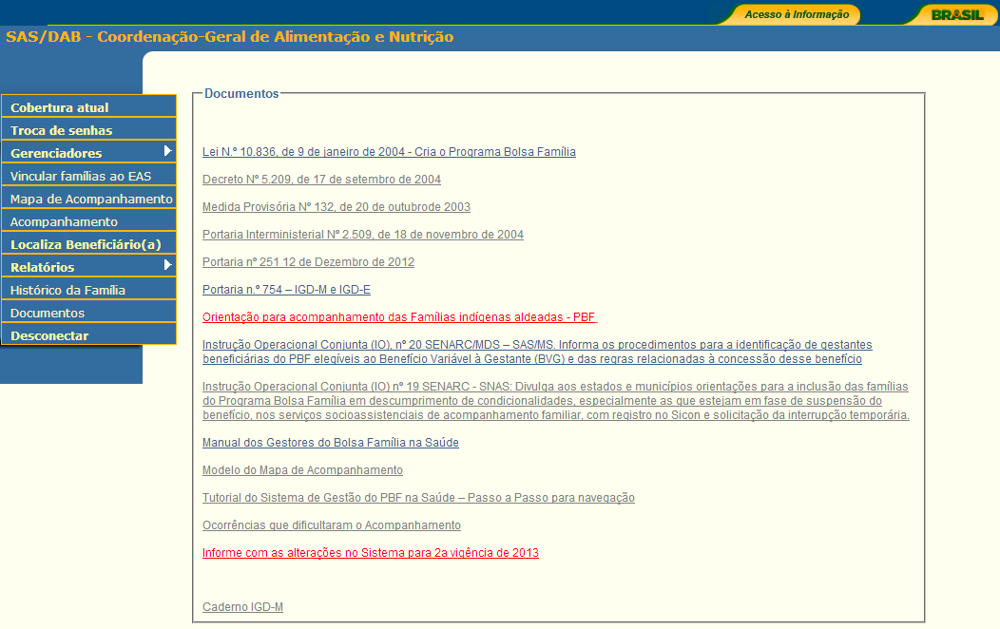 Acesso à Informação
BRASIL
SAS/DAB - Coordenação-Geral de Alimentação e Nutrição
Cobertura atual
Troca de senhas
Gerenciadores
Vincular famílias ao EAS
Mapa de Acompanhamento
Acompanhamento
Localiza Beneficiário(a)
Relatórios
Histórico da Família
Documentos
Desconectar
Documentos
Lei N.º 10.836, de 9 de janeiro de 2004 - Cria o Programa Bolsa Família
Decreto Nº 5.209, de 17 de setembro de 2004
Medida Provisória Nº 132, de 20 de outubrode 2003
Portaria Interministerial Nº 2.509, de 18 de novembro de 2004
Portaria nº 251 12 de Dezembro de 2012
Portaria n.º 754 – IGD-M e IGD-E
Orientação para acompanhamento das Famílias indígenas aldeadas - PBF
Instrução Operacional Conjunta (IO), nº 20 SENARC/MDS – SAS/MS. Informa os procedimentos para a identificação de gestantes
beneficiárias do PBF elegíveis ao Benefício Variável à Gestante (BVG) e das regras relacionadas à concessão desse benefício
Instrução Operacional Conjunta (IO) nº 19 SENARC - SNAS: Divulga aos estados e municípios orientações para a inclusão das famílias
do Programa Bolsa Família em descumprimento de condicionalidades, especialmente as que estejam em fase de suspensão do
benefício, nos serviços socioassistenciais de acompanhamento familiar, com registro no Sicon e solicitação da interrupção temporária.
Manual dos Gestores do Bolsa Família na Saúde
Modelo do Mapa de Acompanhamento
Tutorial do Sistema de Gestão do PBF na Saúde – Passo a Passo para navegação
Ocorrências que dificultaram o Acompanhamento
Informe com as alterações no Sistema para 2a vigência de 2013
Caderno IGD-M